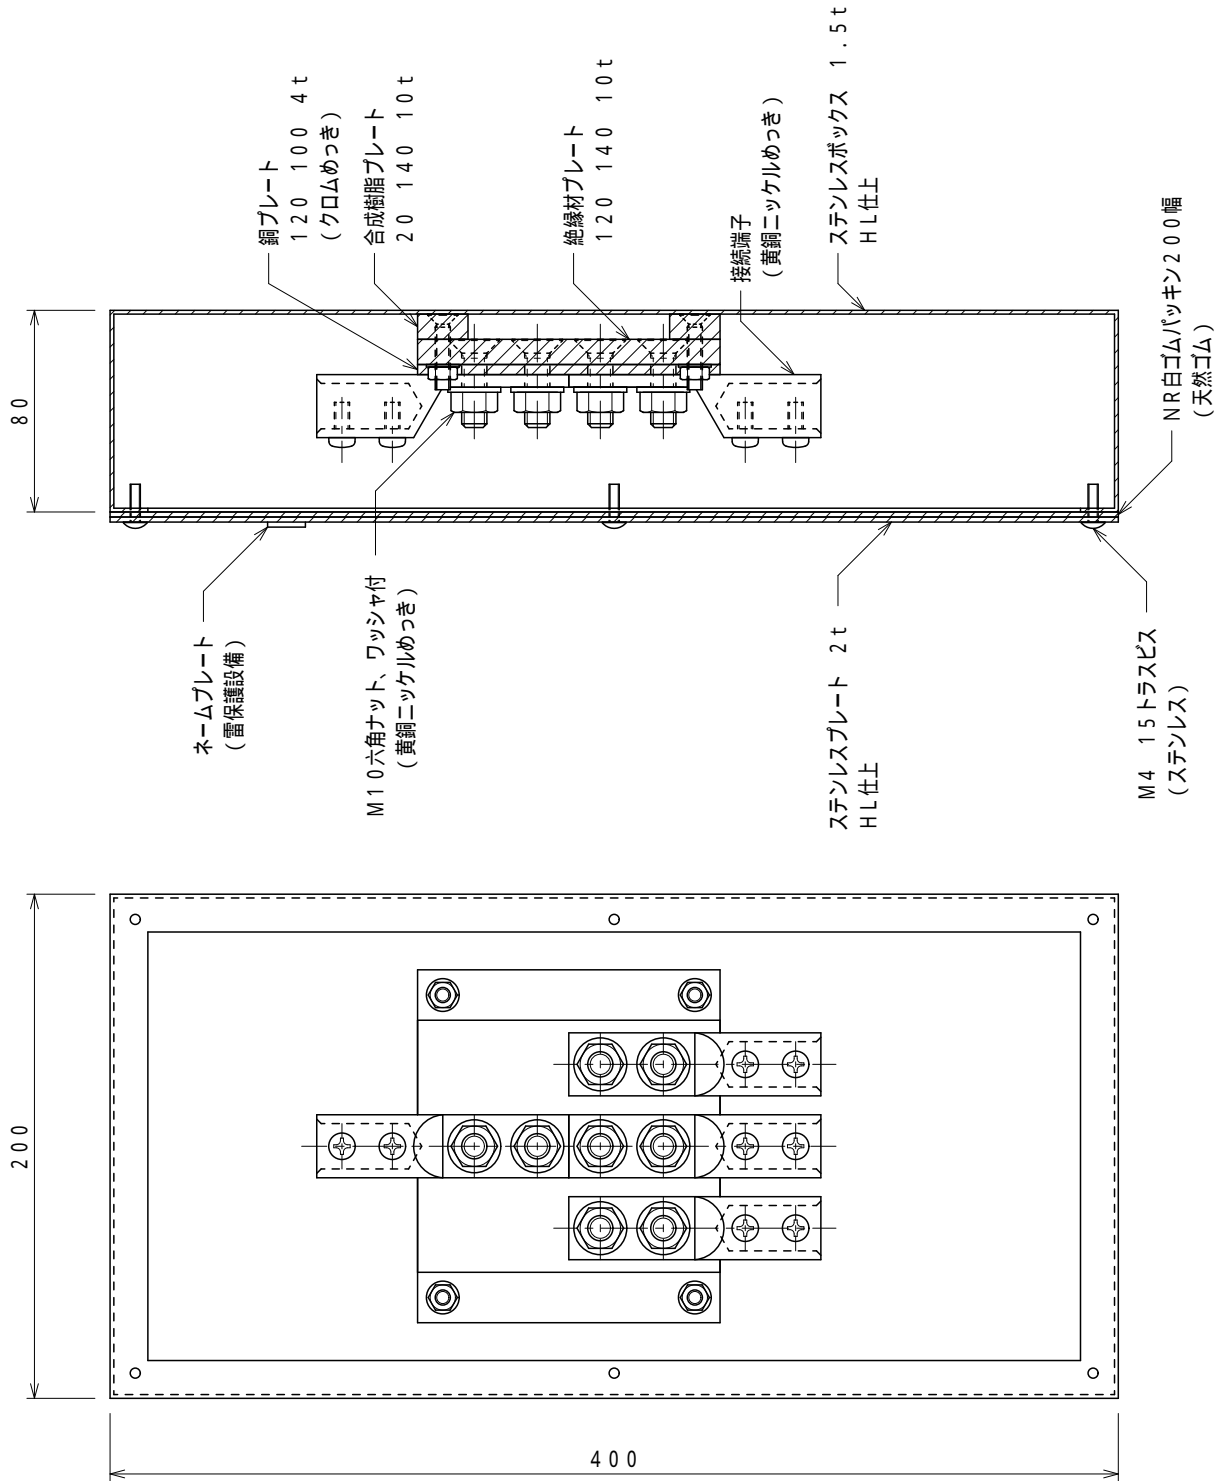 80
銅プレート
120 100 4t
(クロムめっき)
合成樹脂プレート
20 140 10t
絶縁材プレート
120 140 10t
接続端子
(黄銅ニッケルめっき)
ステンレスボックス 1.5t
HL仕上
NR白ゴムパッキン200幅
(天然ゴム)
ネームプレート
(雷保護設備)
M10六角ナット、ワッシャ付
(黄銅ニッケルめっき)
ステンレスプレート 2t
HL仕上
M4 15トラスビス
(ステンレス)
200
400